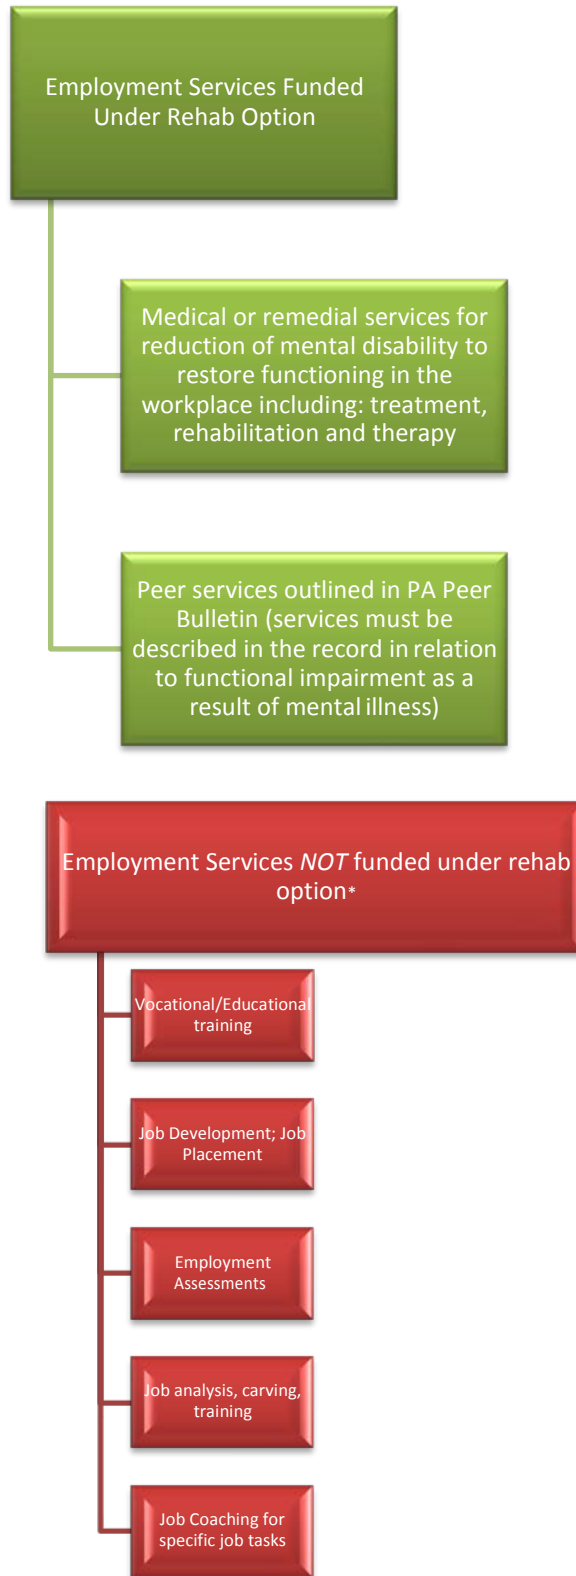 Employment Services Funded
Under Rehab Option
Medical or remedial services for
reduction of mental disability to
restore functioning in the
workplace including: treatment,
rehabilitation and therapy
Peer services outlined in PA Peer
Bulletin (services must be
described in the record in relation
to functional impairment as a
result of mental illness)
Employment Services NOT funded under rehab
option*
Vocational/Educational
training
Job Development; Job
Placement
Employment
Assessments
Job analysis, carving,
training
Job Coaching for
specific job tasks